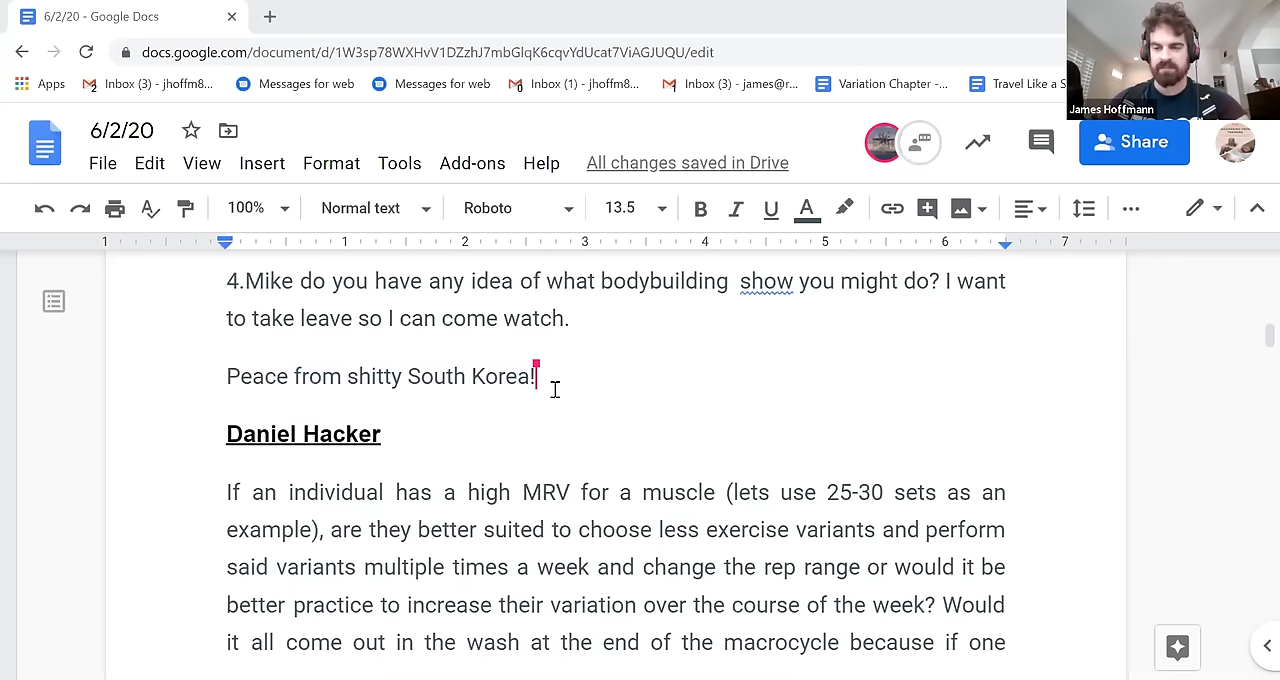 6/2/20 - Google Docs
docs.google.com/document/d/1W3sp78WXHvV1DZzhJ7mbGlqK6cqvYdUcat7ViAGJUQU/edit
Apps Inbox (3) - jhoffm8... Messages for web Messages for web Inbox (1) - jhoffm8... Inbox (3) - james@r... Variation Chapter -... Travel Like a S
James Hoffmann
6/2/20
File Edit View Insert Format Tools Add-ons Help All changes saved in Drive
Share
100% Normal text Roboto 13.5 B I U A
1 1 2 3 4 5 6 7
4.Mike do you have any idea of what bodybuilding show you might do? I want
to take leave so I can come watch.
Peace from shitty South Korea!
Daniel Hacker
If an individual has a high MRV for a muscle (lets use 25-30 sets as an
example), are they better suited to choose less exercise variants and perform
said variants multiple times a week and change the rep range or would it be
better practice to increase their variation over the course of the week? Would
it all come out in the wash at the end of the macrocycle because if one